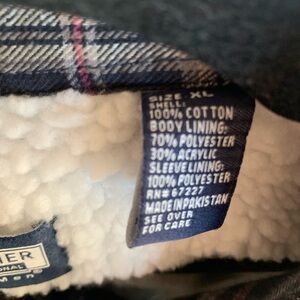 SIZE XL
SHELL:
100% COTTON
BODY LINING:
70% POLYESTER
30% ACRYLIC
SLEEVE LINING:
100% POLYESTER
RN# 67227
MADE IN PAKISTAN
SEE OVER
FOR CARE